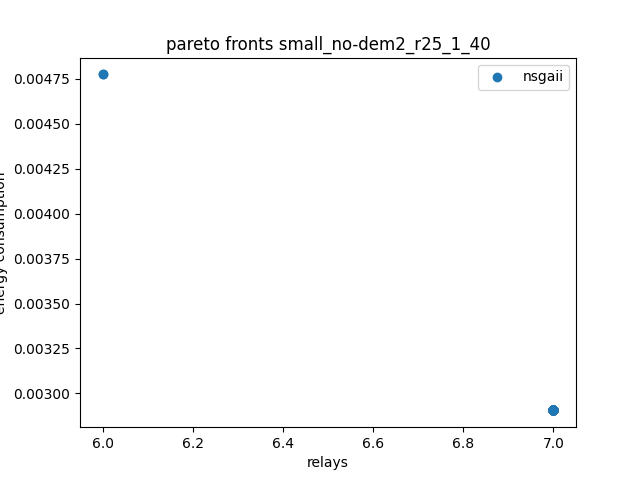 pareto fronts small_no-dem2_r25_1_40
nsgaii
0.00475
0.00450
0.00425
0.00400
0.00375
0.00350
0.00325
0.00300
energy consumption
6.0 6.2 6.4 6.6 6.8 7.0
relays